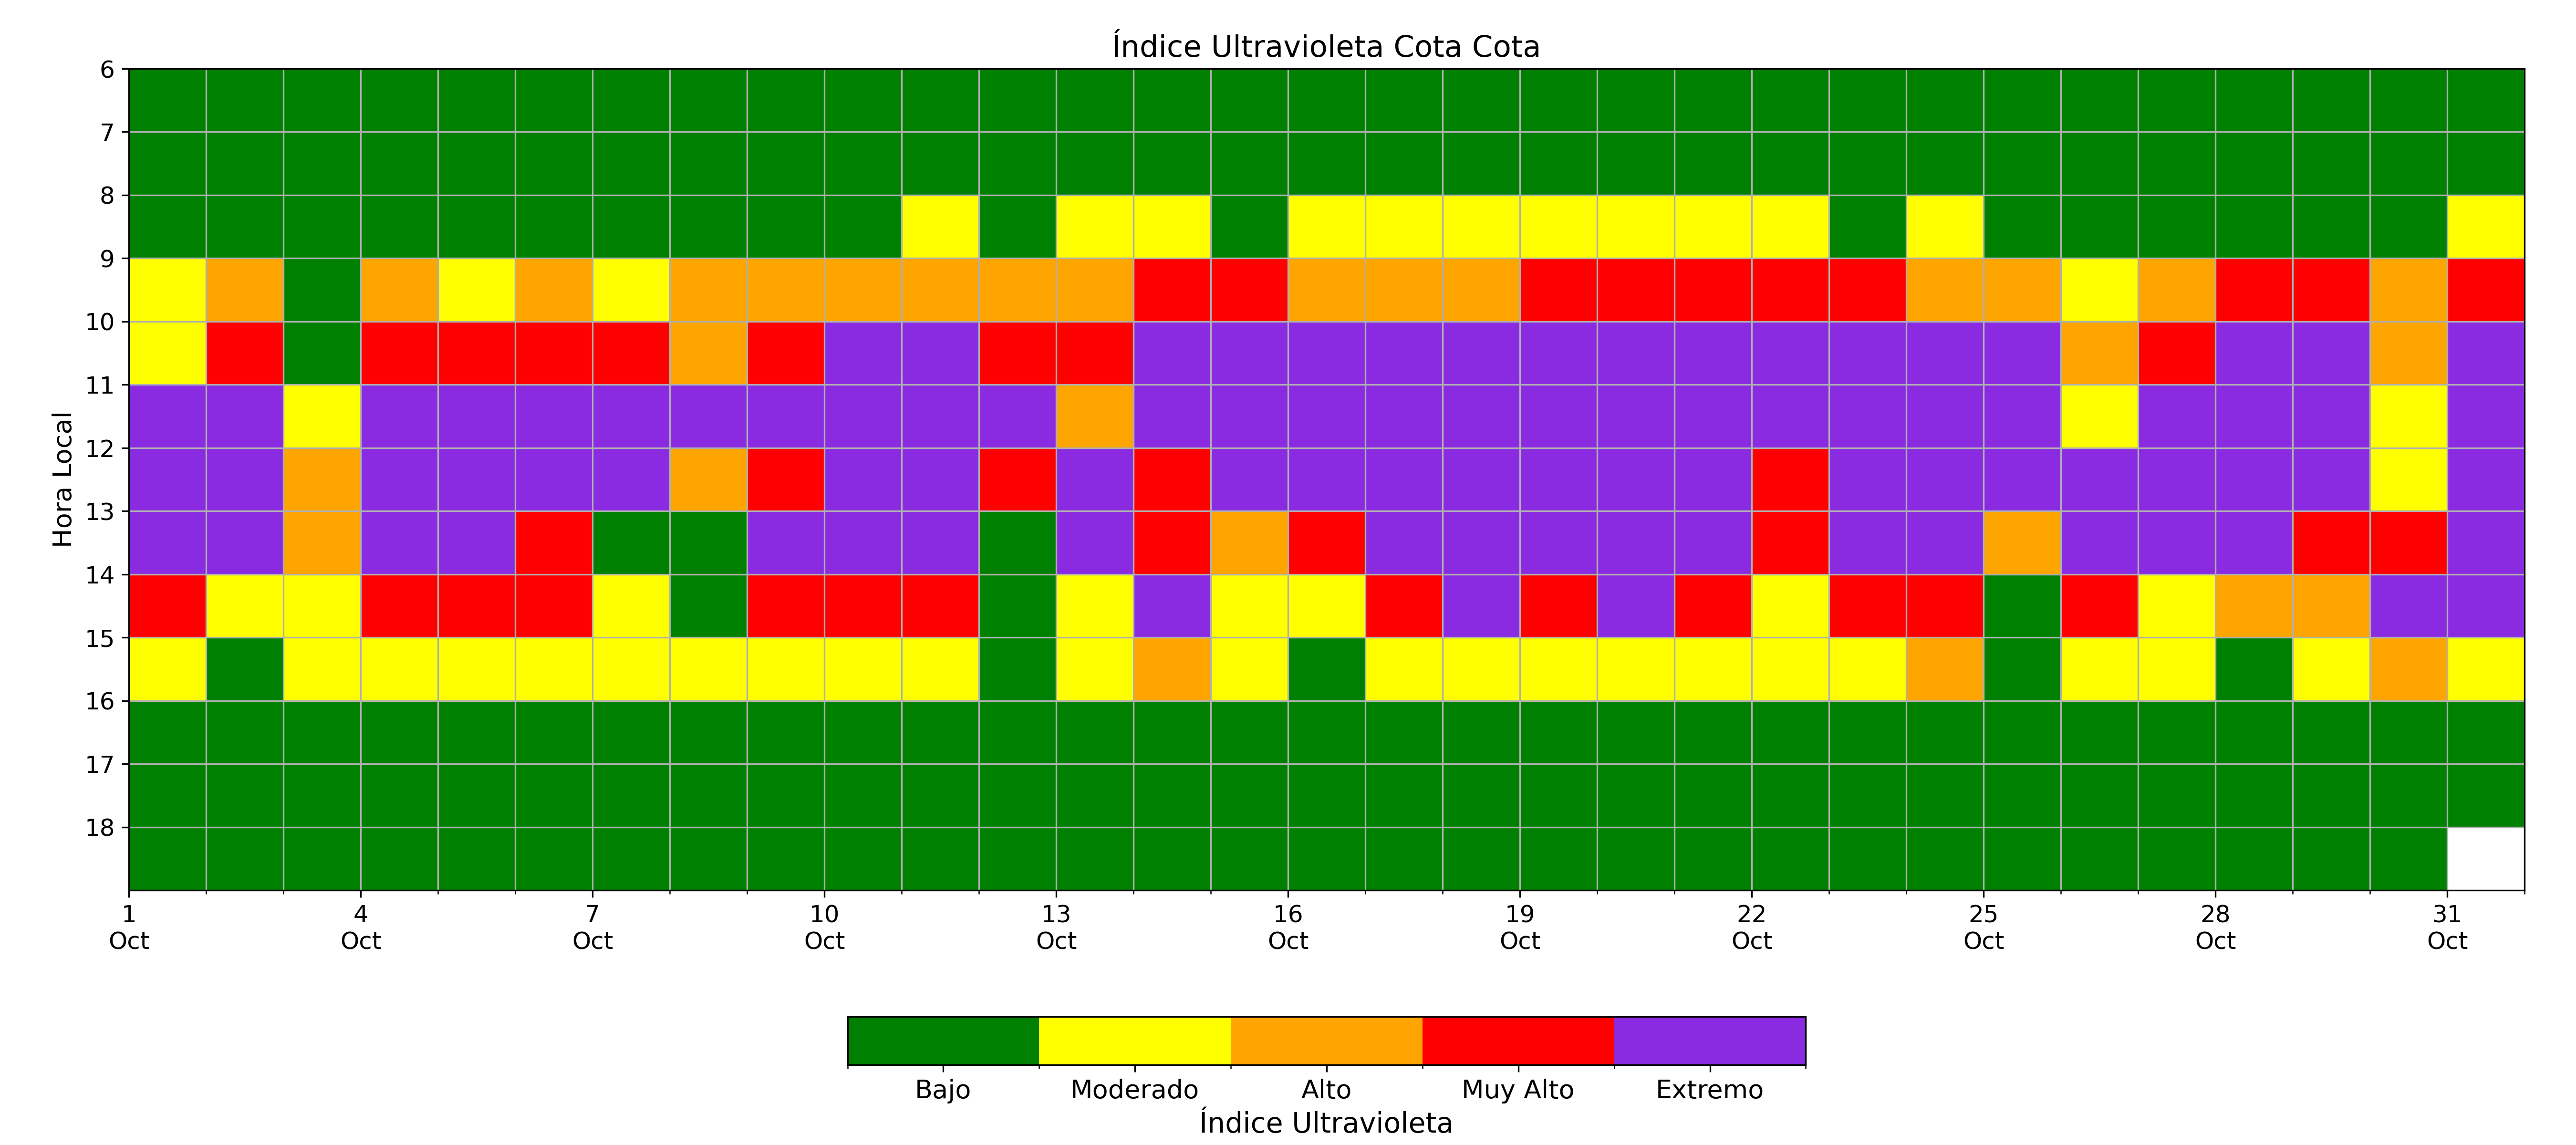 Índice Ultravioleta Cota Cota
Hora Local
6
7
8
9
10
11
12
13
14
15
16
17
18
1 4 7 10 13 16 19 22 25 28 31
Oct Oct Oct Oct Oct Oct Oct Oct Oct Oct Oct
Bajo Moderado Alto Muy Alto Extremo
Índice Ultravioleta